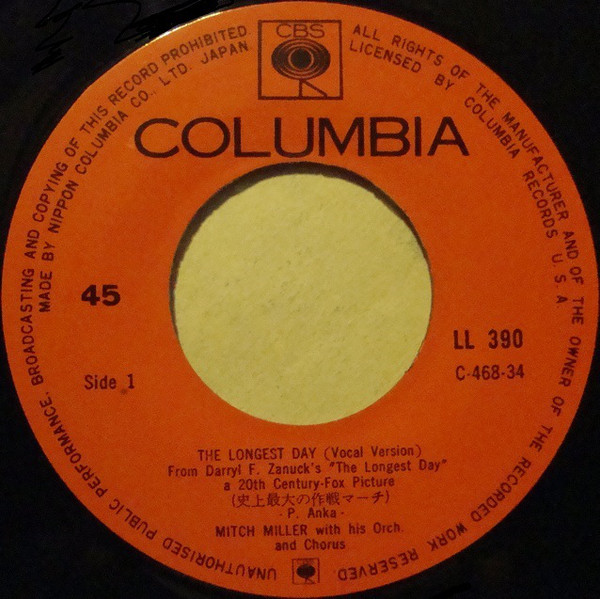 CBS
COLUMBIA
ALL RIGHTS OF THE MANUFACTURER AND OF THE OWNER OF THE RECORDED WORK RESERVED
UNAUTHORISED PUBLIC PERFORMANCE, BROADCASTING AND COPYING OF THIS RECORD PROHIBITED
MADE BY NIPPON COLUMBIA CO., LTD. JAPAN
LICENSED BY COLUMBIA RECORDS U. S. A.
45
LL 390
Side 1
C-468-34
THE LONGEST DAY (Vocal Version)
From Darryl F. Zanuck's "The Longest Day"
a 20th Century-Fox Picture
(史上最大の作戦マーチ)
- P. Anka -
MITCH MILLER with his Orch.
and Chorus